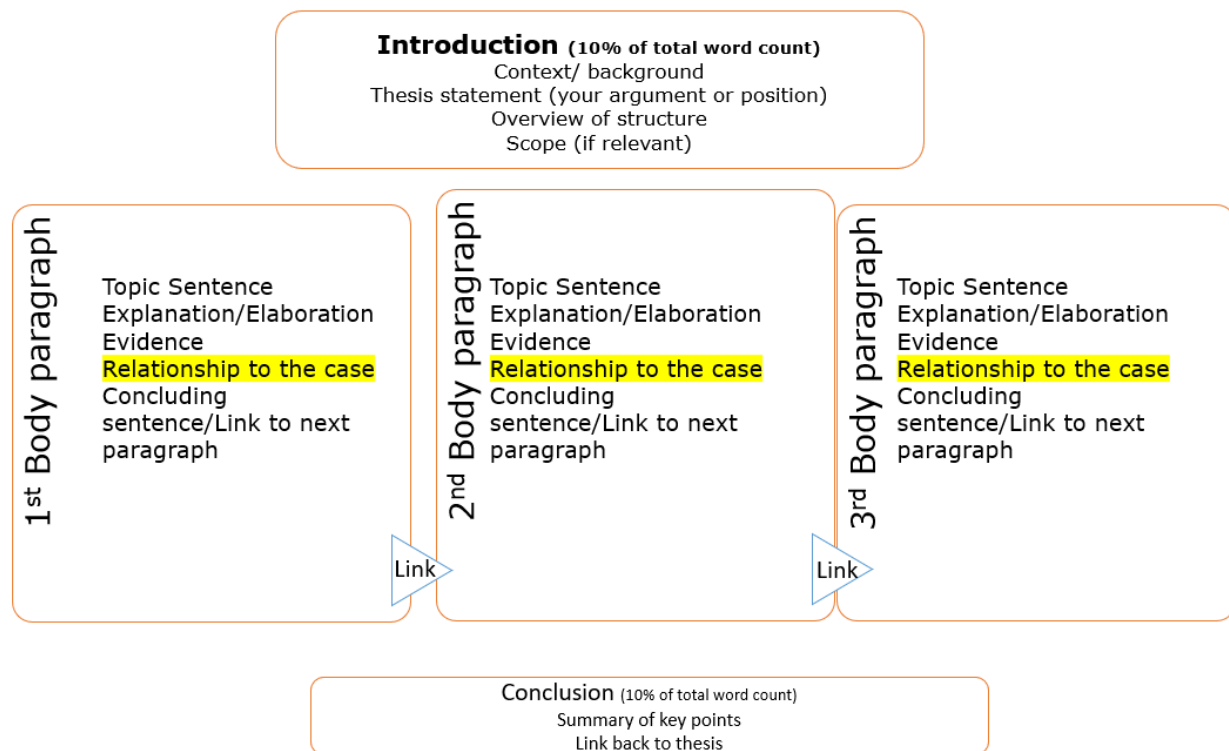 Introduction (10% of total word count)
Context/ background
Thesis statement (your argument or position)
Overview of structure
Scope (if relevant)
1st Body paragraph
Topic Sentence
Explanation/Elaboration
Evidence
Relationship to the case
Concluding
sentence/Link to next
paragraph
Link
2nd Body paragraph
Topic Sentence
Explanation/Elaboration
Evidence
Relationship to the case
Concluding
sentence/Link to next
paragraph
Link
3rd Body paragraph
Topic Sentence
Explanation/Elaboration
Evidence
Relationship to the case
Concluding
sentence/Link to next
paragraph
Conclusion (10% of total word count)
Summary of key points
Link back to thesis